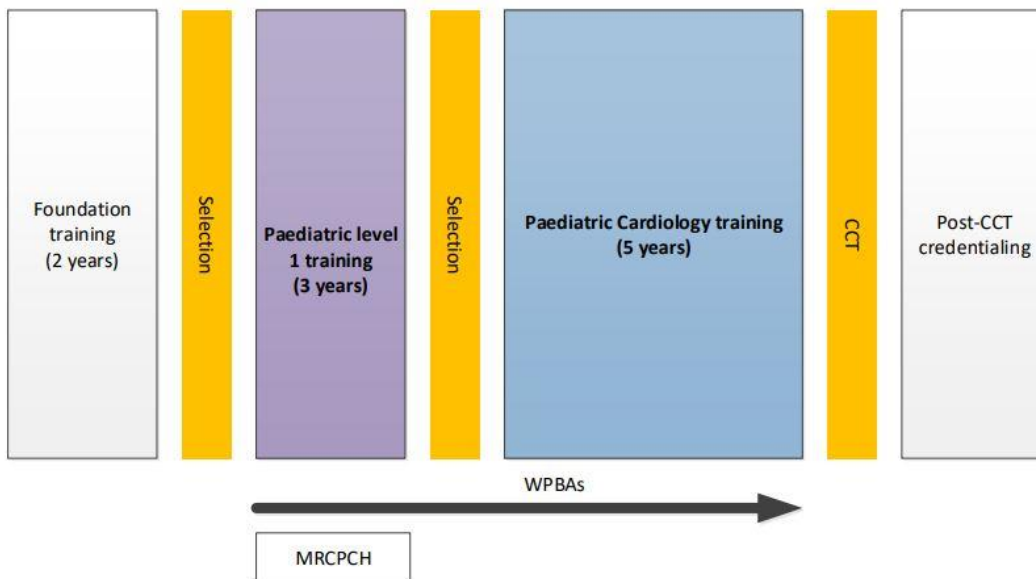 Foundation
training
(2 years)
Selection
Paediatric level
1 training
(3 years)
Selection
Paediatric Cardiology training
(5 years)
CCT
Post-CCT
credentialing
WPBAs
MRCPCH